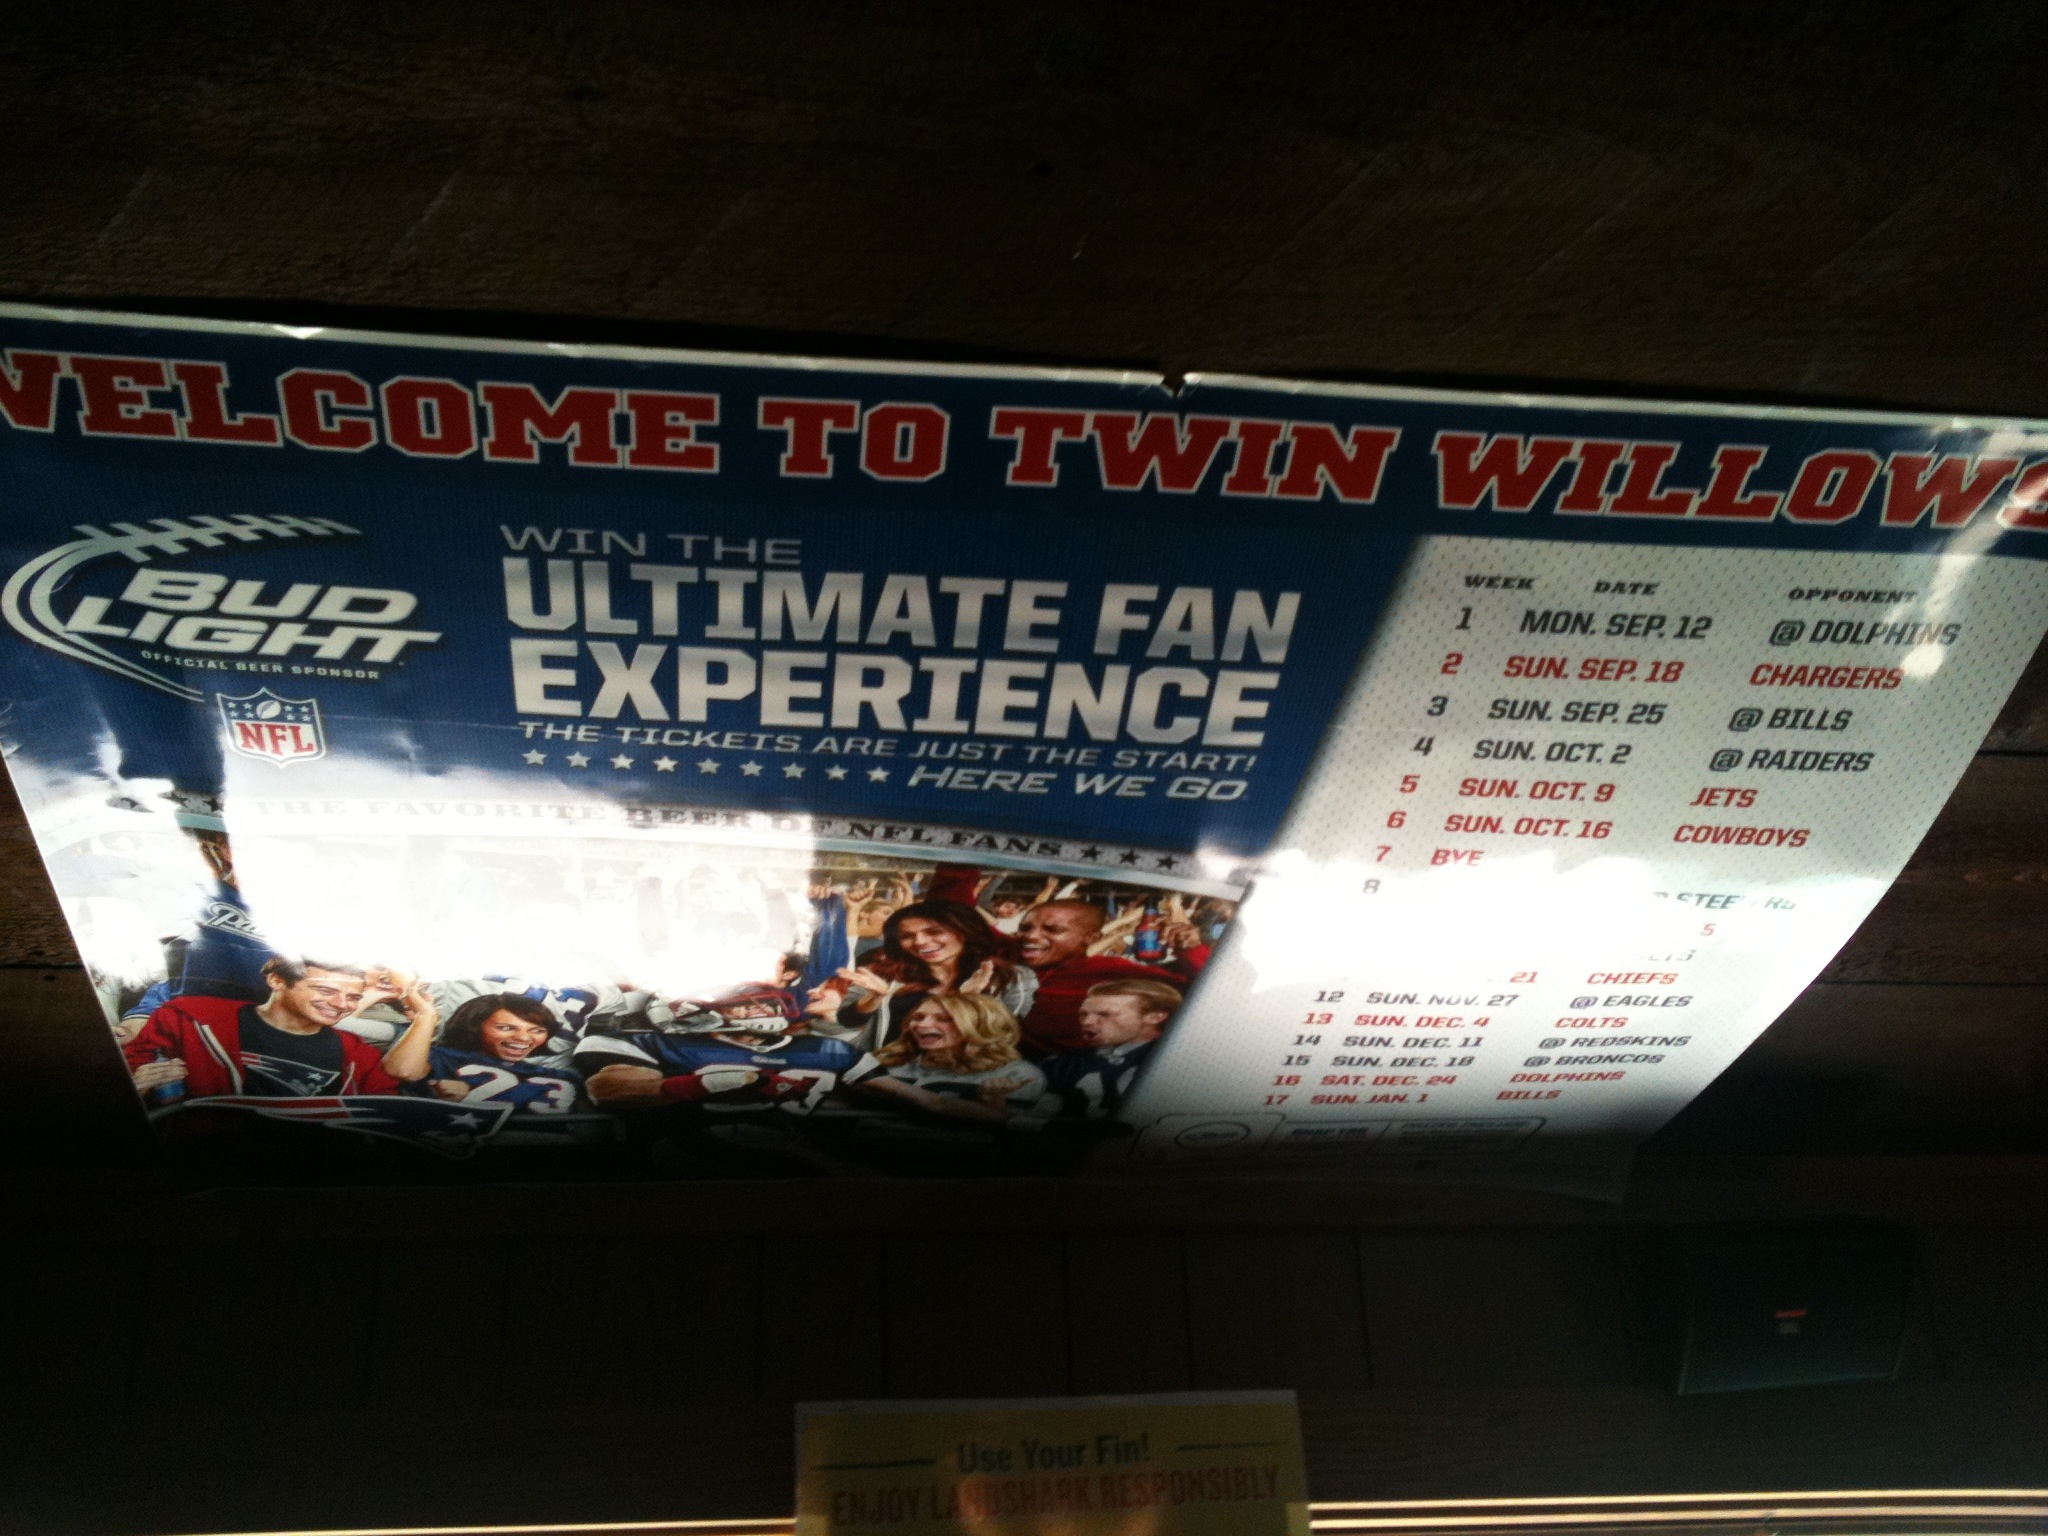 WELCOME TO TWIN WILLOWS
BUD
LIGHT
OFFICIAL BEER SPONSOR
NFL
WIN THE
ULTIMATE FAN
EXPERIENCE
THE TICKETS ARE JUST THE START!
HERE WE GO
THE FAVORITE BEER OF NFL FANS
23
WEEK DATE OPPONENT
1 MON. SEP. 12 @ DOLPHINS
2 SUN. SEP. 18 CHARGERS
3 SUN. SEP. 25 @ BILLS
4 SUN. OCT. 2 @ RAIDERS
5 SUN. OCT. 9 JETS
6 SUN. OCT. 16 COWBOYS
7 BYE
8 STEELERS
21 CHIEFS
12 SUN. NOV. 27 @ EAGLES
13 SUN. DEC. 4 COLTS
14 SUN. DEC. 11 @ REDSKINS
15 SUN. DEC. 18 @ BRONCOS
16 SAT. DEC. 24 DOLPHINS
17 SUN. JAN. 1 BILLS
Use Your Fin!
ENJOY LANDSHARK RESPONSIBLY